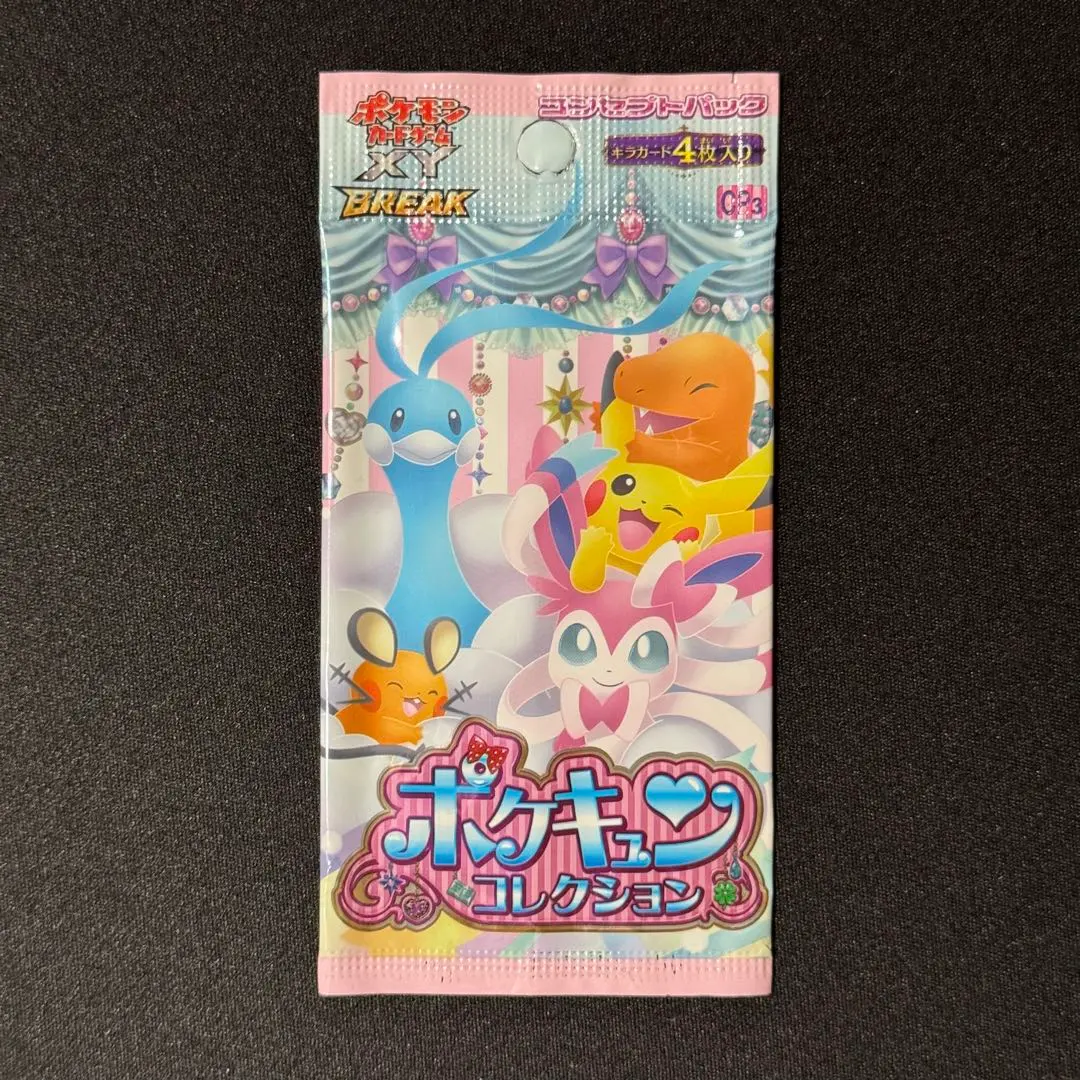 ポケモン
カードゲーム
XY
BREAK
コンセプトパック
キラカード4枚入り
CP3
ポケキュン
コレクション